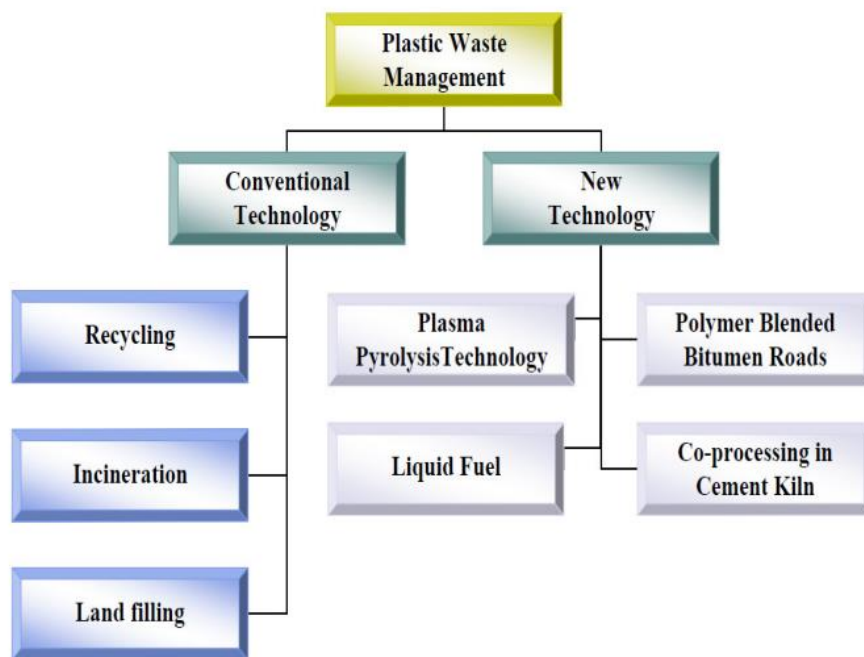 Plastic Waste
Management
Conventional
Technology
New
Technology
Recycling
Incineration
Land filling
Plasma
PyrolysisTechnology
Polymer Blended
Bitumen Roads
Liquid Fuel
Co-processing in
Cement Kiln